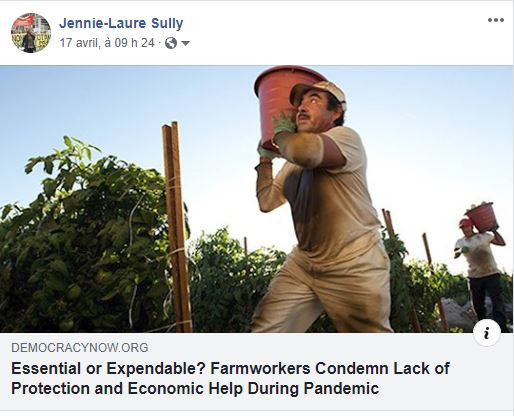 Jennie-Laure Sully
17 avril, à 09 h 24 ·
DEMOCRACYNOW.ORG
Essential or Expendable? Farmworkers Condemn Lack of
Protection and Economic Help During Pandemic